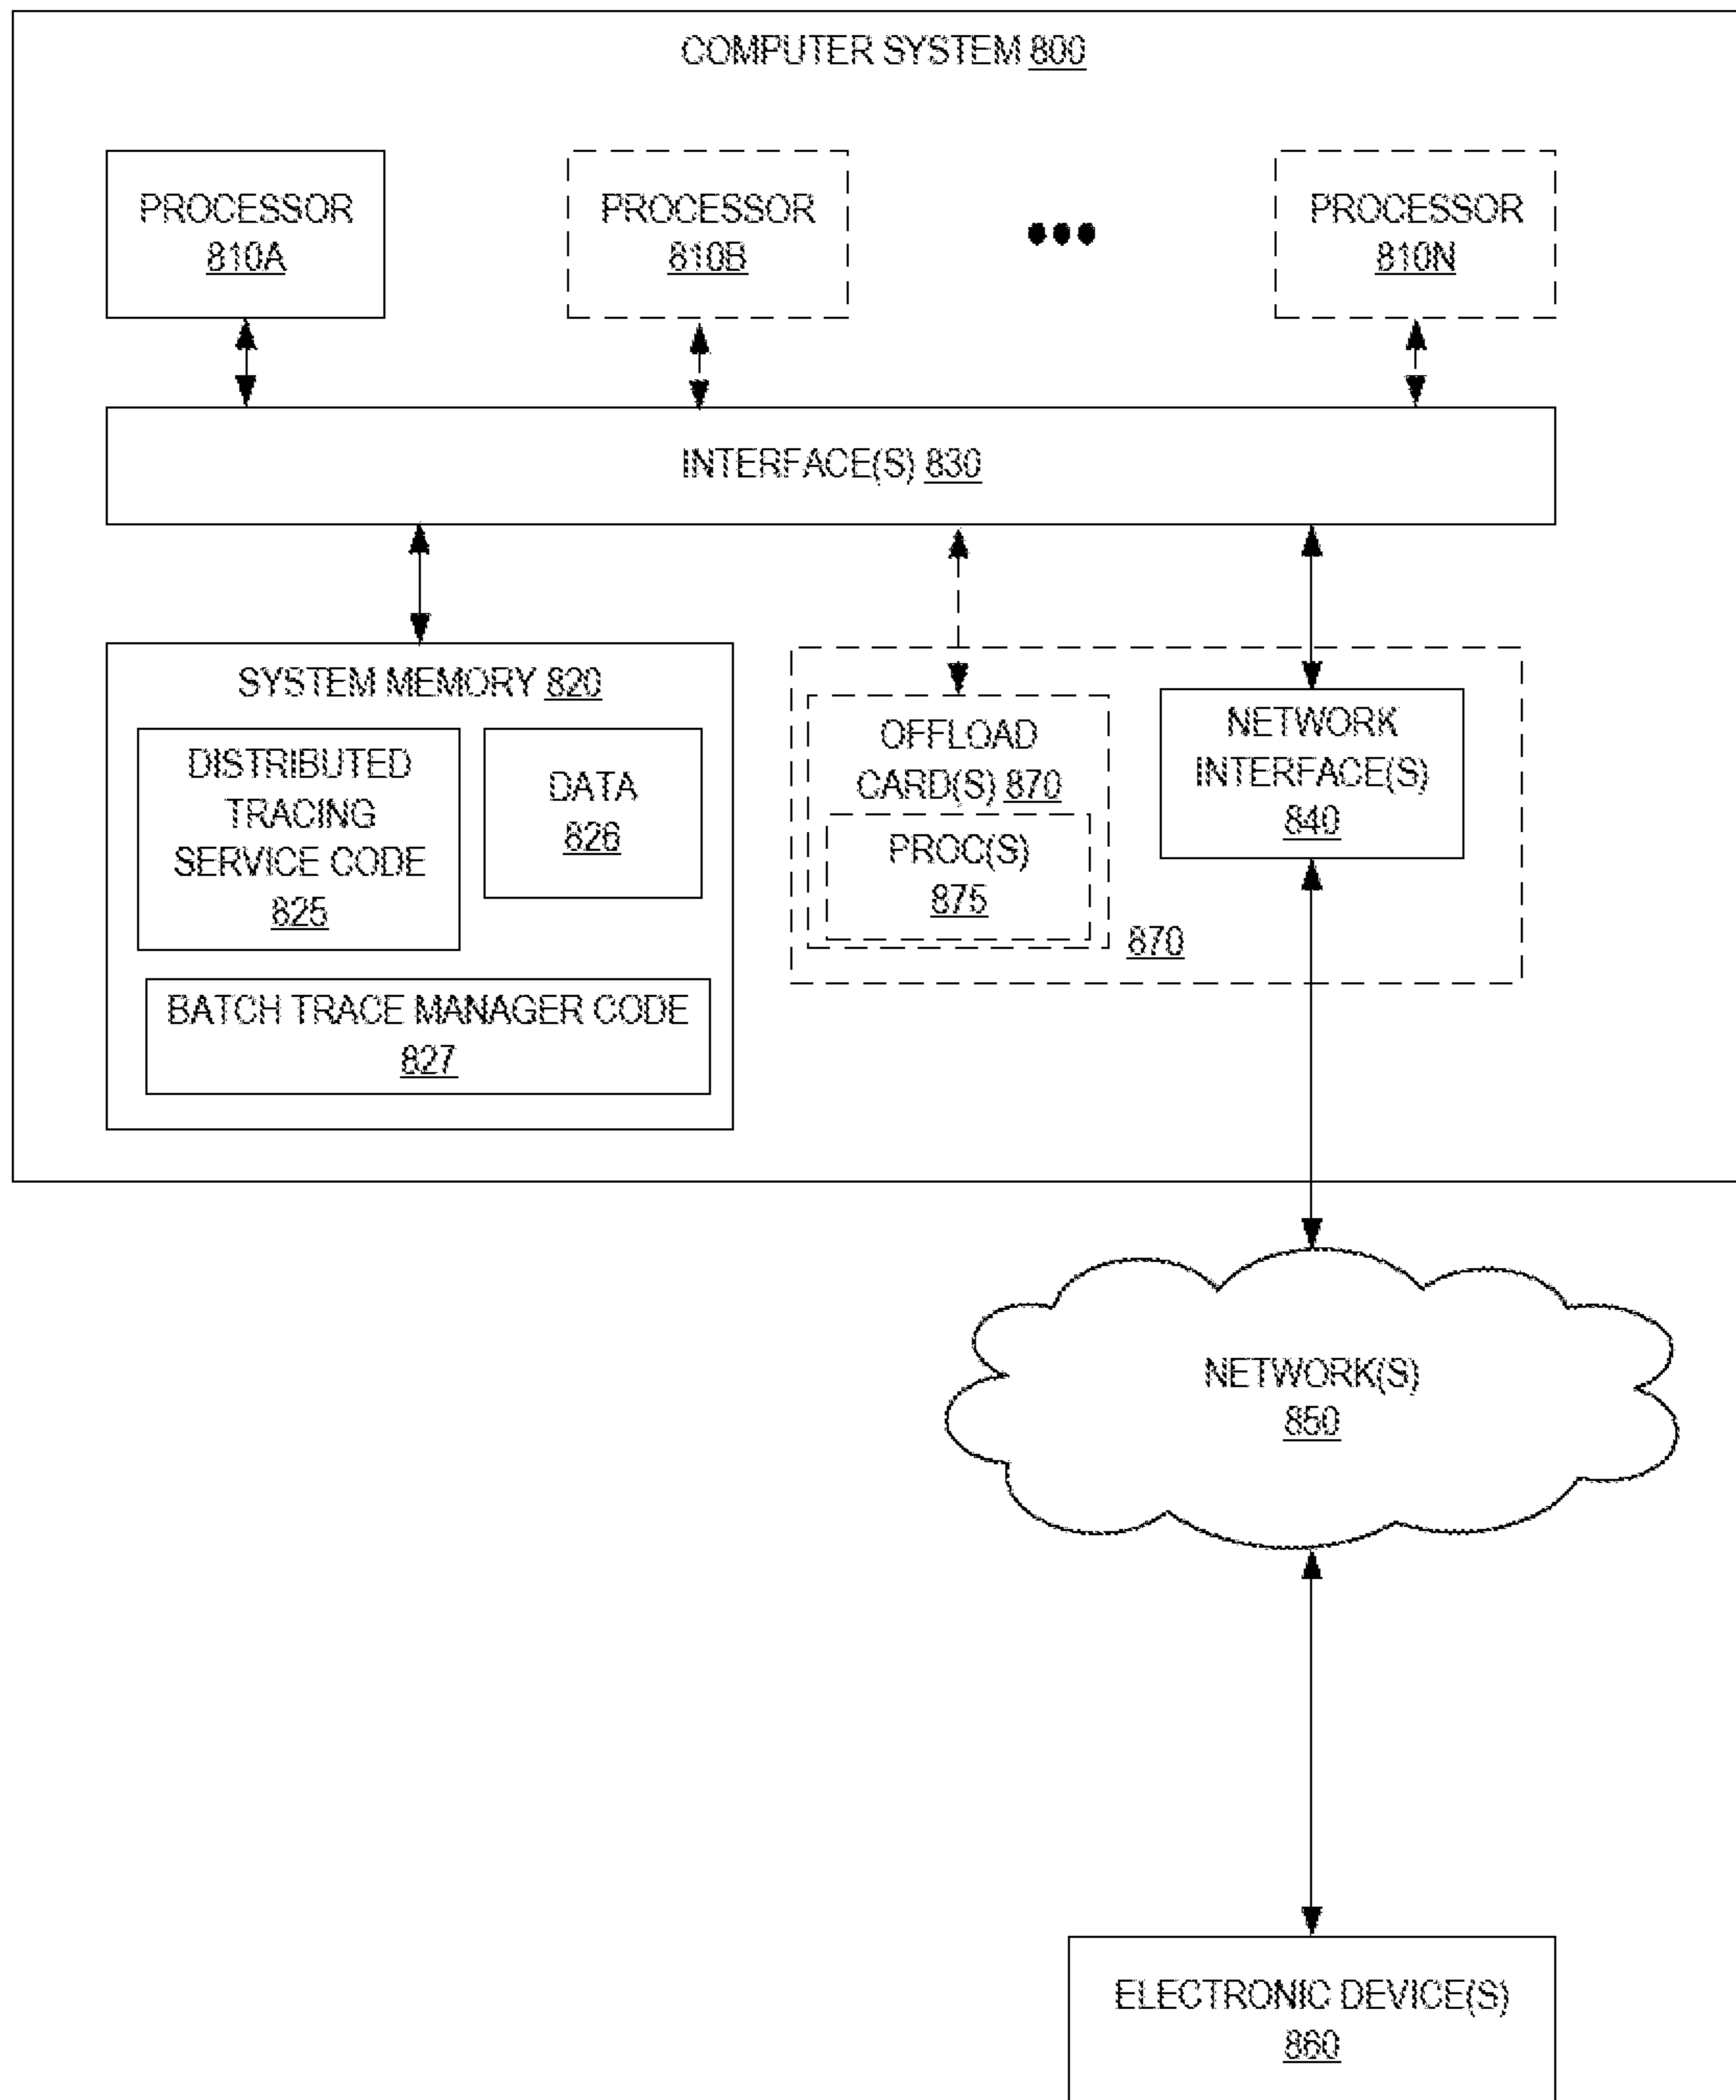 COMPUTER SYSTEM 800
PROCESSOR
810A
PROCESSOR
810B
PROCESSOR
810N
INTERFACE(S) 830
SYSTEM MEMORY 820
DISTRIBUTED
TRACING
SERVICE CODE
825
DATA
826
BATCH TRACE MANAGER CODE
827
OFFLOAD
CARD(S) 870
PROC(S)
875
870
NETWORK
INTERFACE(S)
840
NETWORK(S)
850
ELECTRONIC DEVICE(S)
860